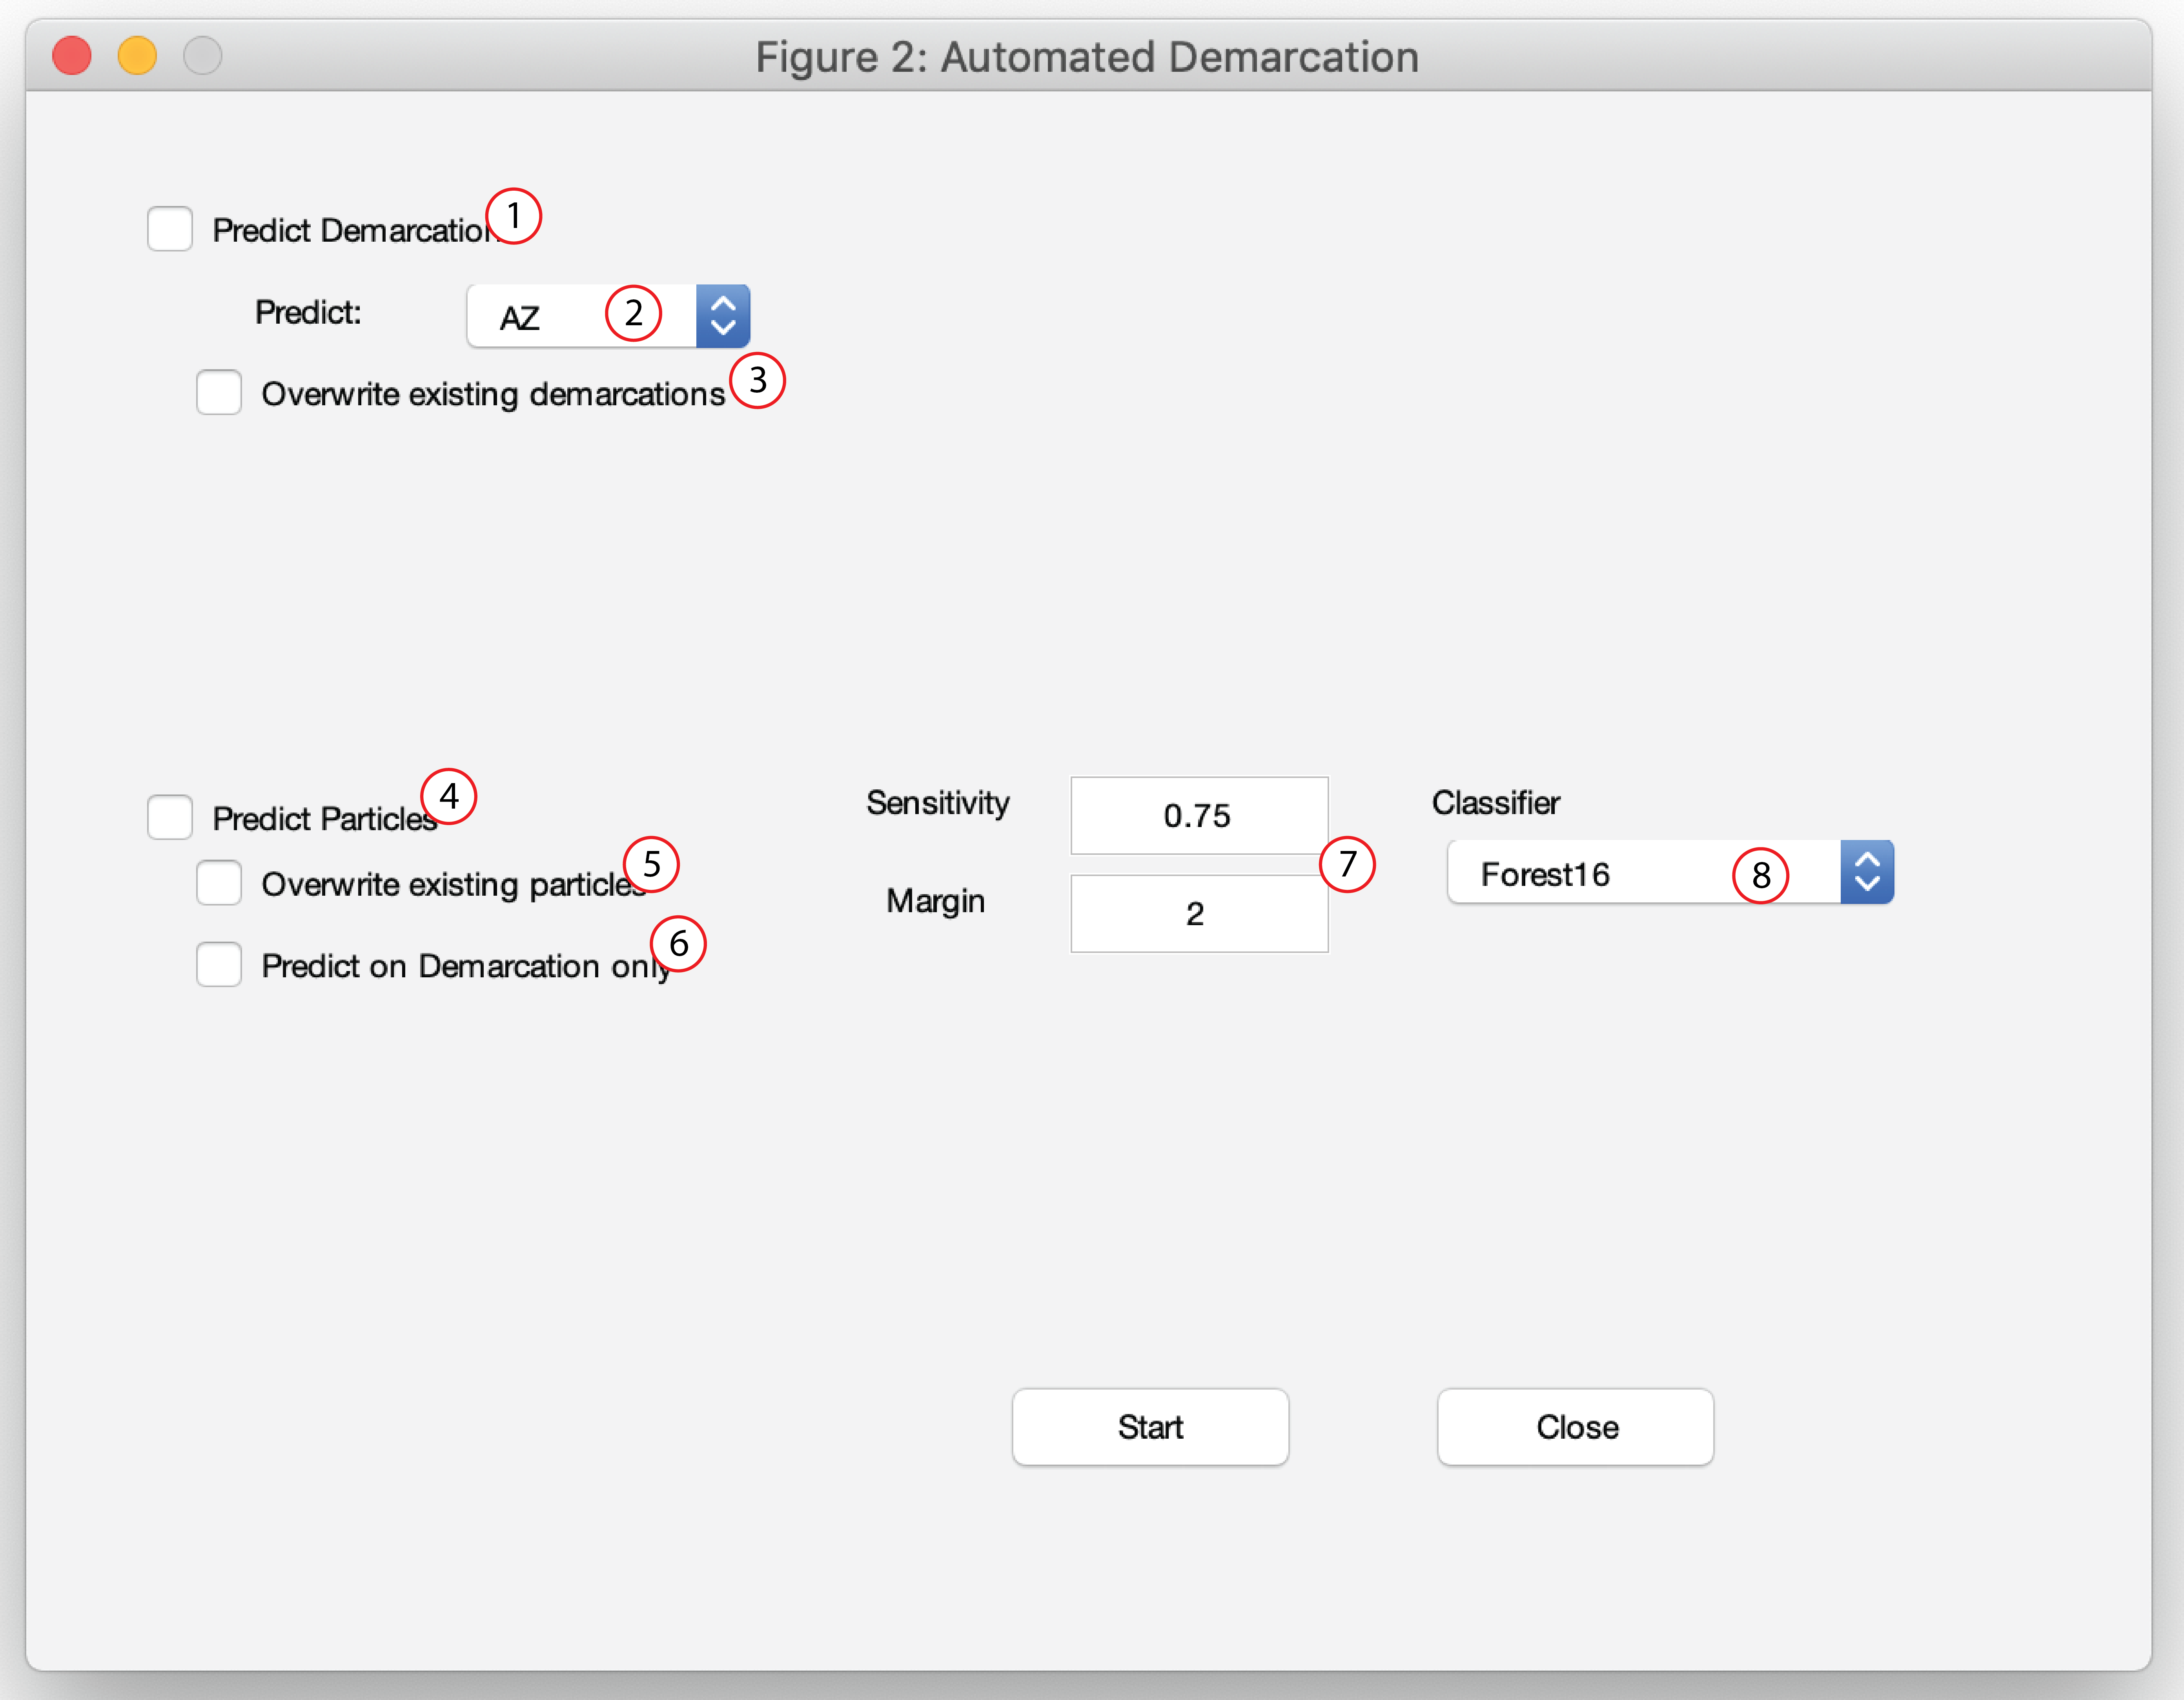 Figure 2: Automated Demarcation
Predict Demarcation 1
Predict: AZ 2
Overwrite existing demarcations 3
Predict Particles 4
Overwrite existing particles 5
Predict on Demarcation only 6
Sensitivity 0.75
Margin 2
7
Classifier
Forest16 8
Start
Close